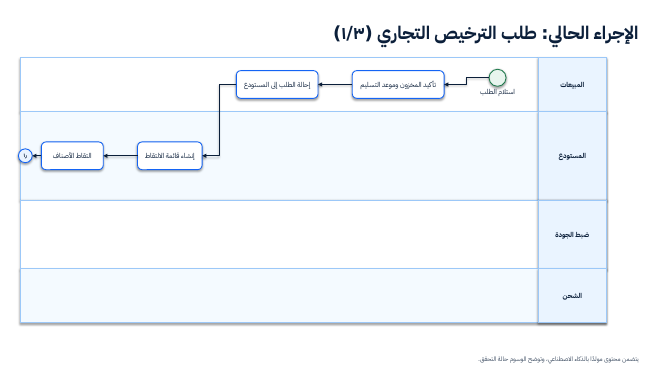 الإجراء الحالي: طلب الترخيص التجاري (١/٣)
المبيعات
استلام الطلب
تأكيد المخزون وموعد التسليم
إحالة الطلب إلى المستودع
المستودع
إنشاء قائمة الالتقاط
التقاط الأصناف
ضبط الجودة
الشحن
يتضمن محتوى مولدًا بالذكاء الاصطناعي، وتوضح الوسوم حالة التحقق.